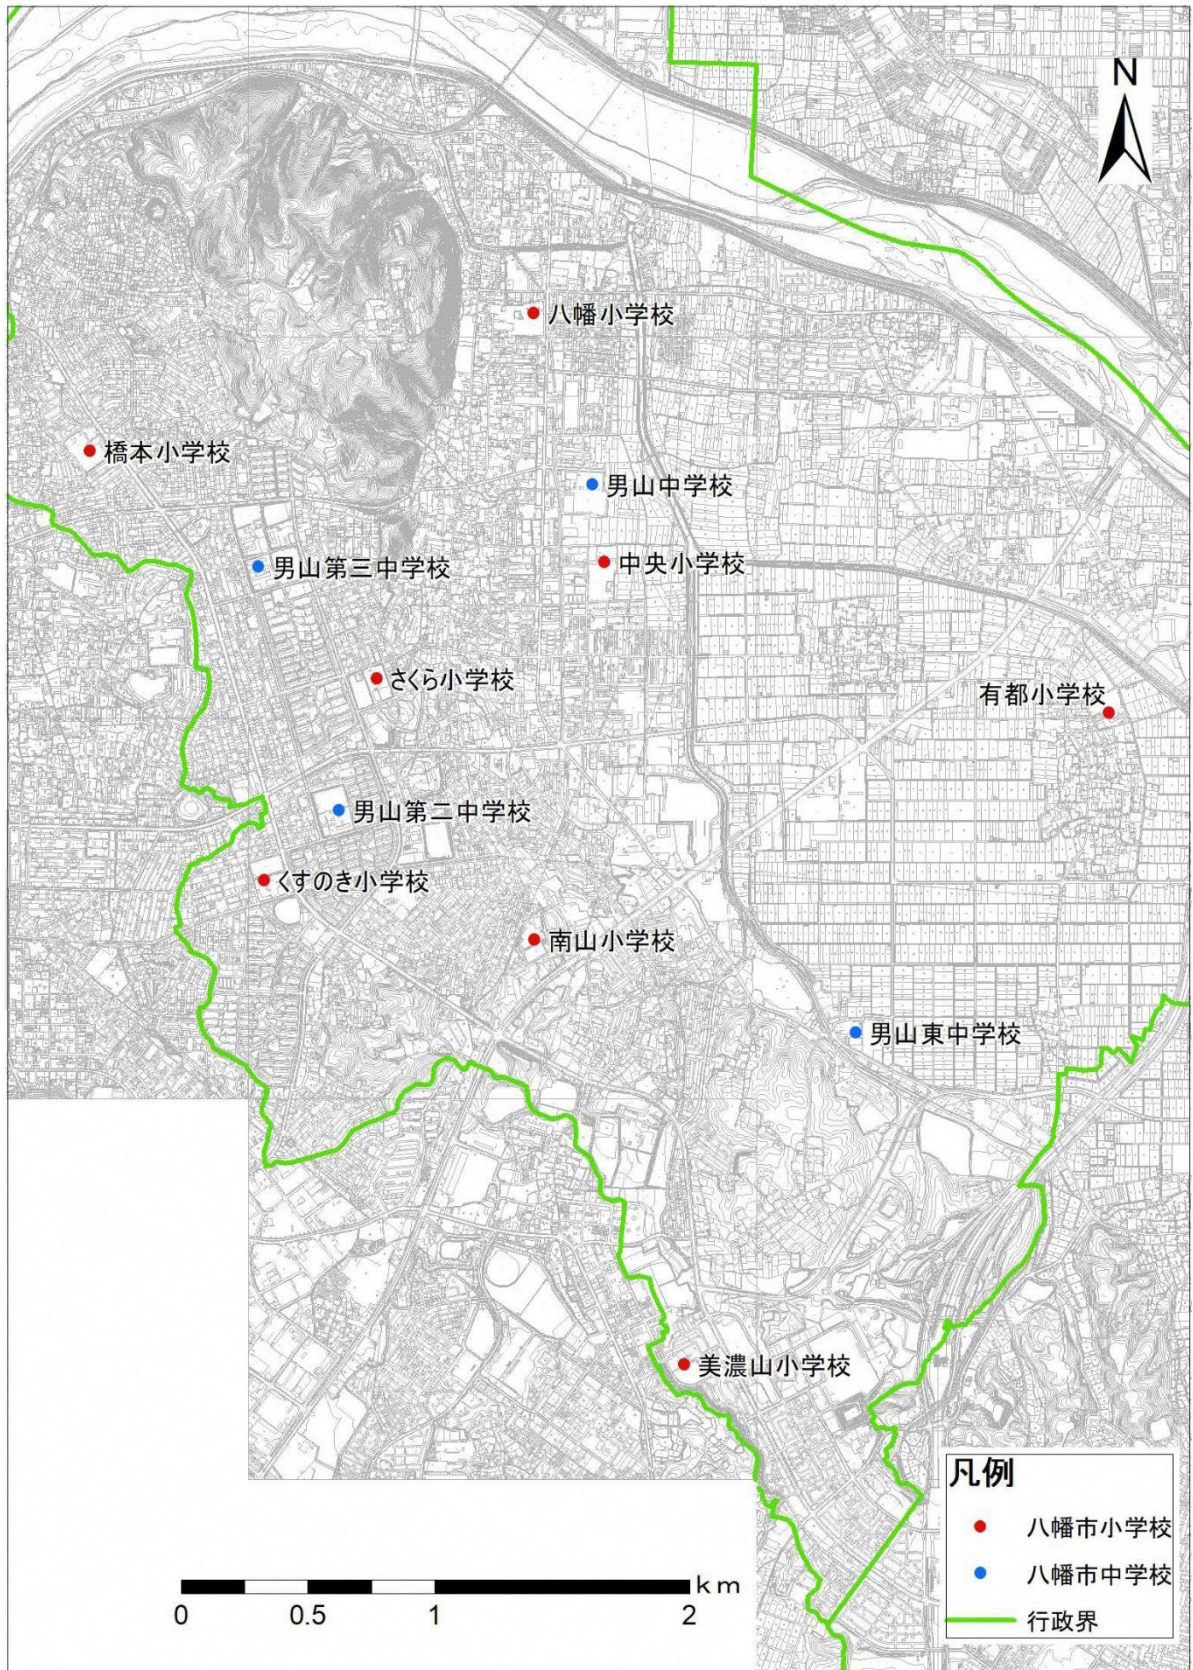 N
八幡小学校
橋本小学校
男山中学校
男山第三中学校
中央小学校
さくら小学校
有都小学校
男山第二中学校
くすのき小学校
南山小学校
男山東中学校
美濃山小学校
凡例
八幡市小学校
八幡市中学校
行政界
km
0 0.5 1 2